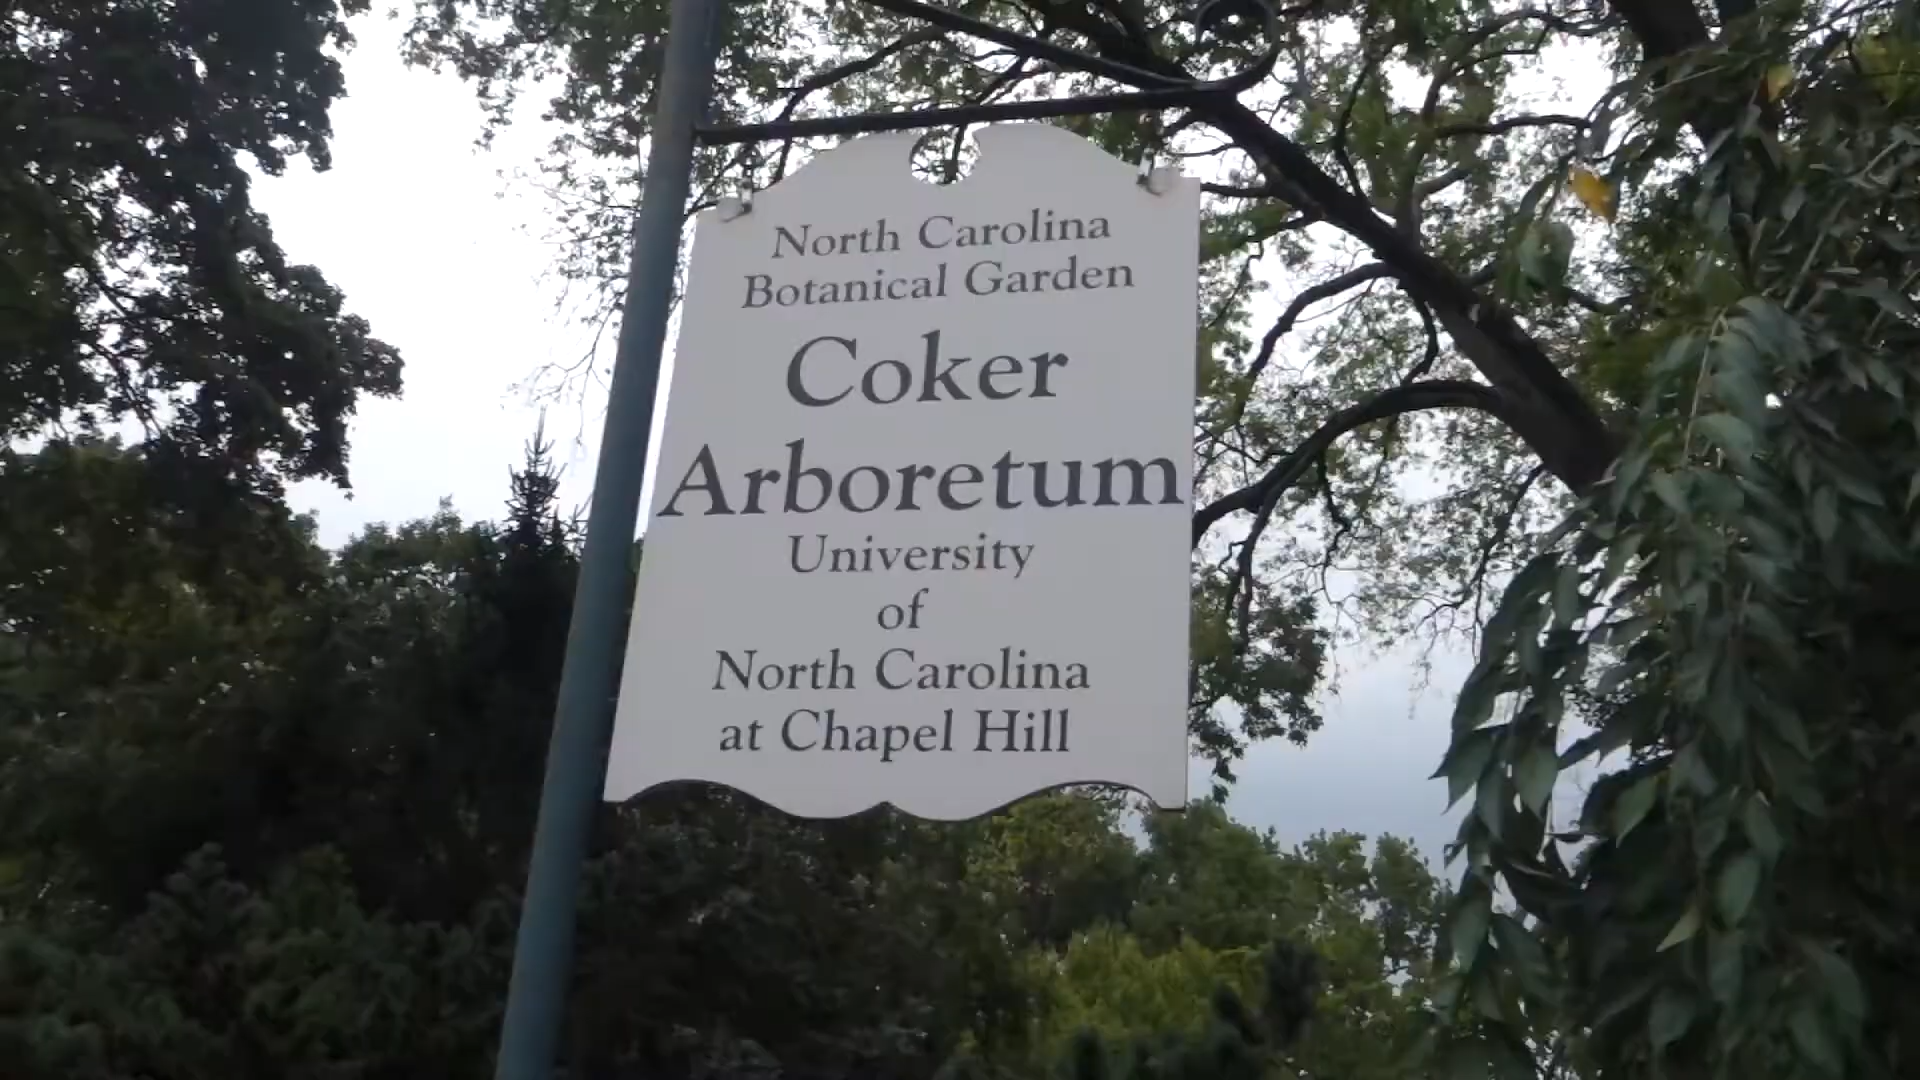 North Carolina
Botanical Garden
Coker
Arboretum
University
of
North Carolina
at Chapel Hill